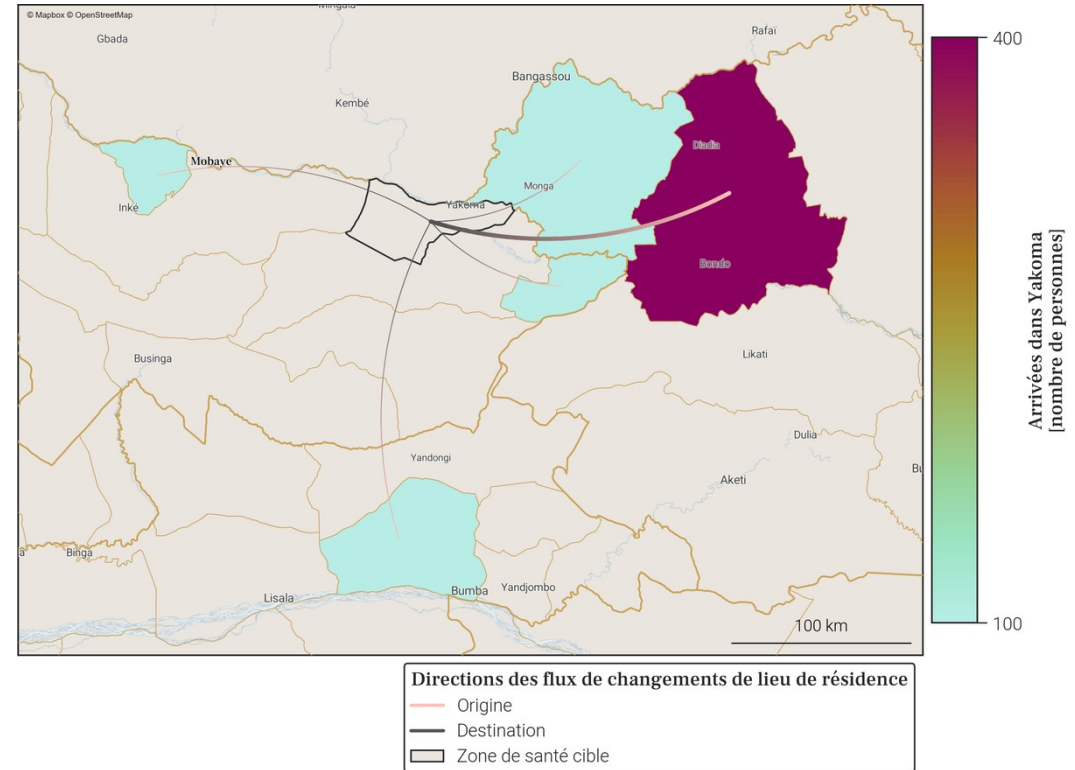 © Mapbox © OpenStreetMap
Gbada
Rafaï
400
Bangassou
Kembé
Diadia
Mobaye
Monga
Inké
Yakoma
Bondo
Arrivées dans Yakoma
[nombre de personnes]
Businga
Likati
Dulia
Yandongi
Aketi
Binga
Lisala
Bumba
Yandjombo
100 km
100
Directions des flux de changements de lieu de résidence
Origine
Destination
Zone de santé cible